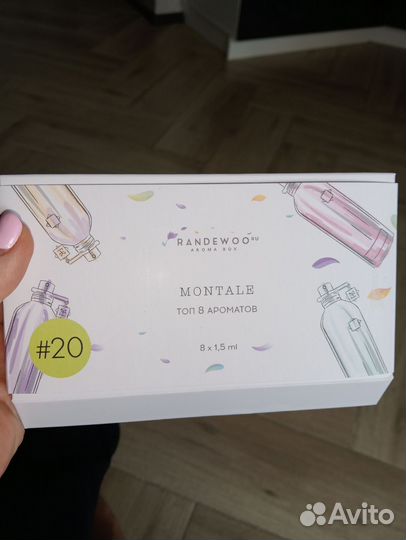 RANDEWOO RU
AROMA BOX
MONTALE
ТОП 8 АРОМАТОВ
8 x 1,5 ml
#20
Avito